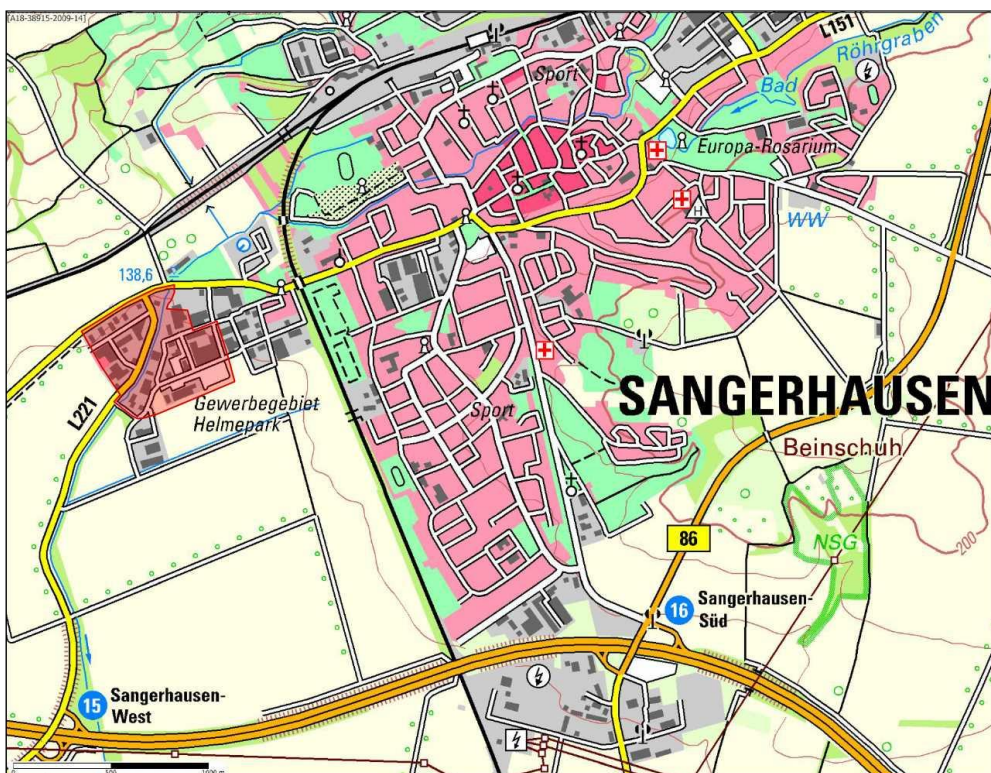 [A18-38915-2009-14]
L151
Röhrgraben
Sport
Bad
Europa-Rosarium
H
WW
138,6
SANGERHAUSEN
L221
Gewerbegebiet
Helmepark
Sport
Beinschuh
86
NSG
200
16
Sangerhausen-
Süd
15
Sangerhausen-
West
0
500
1000 m